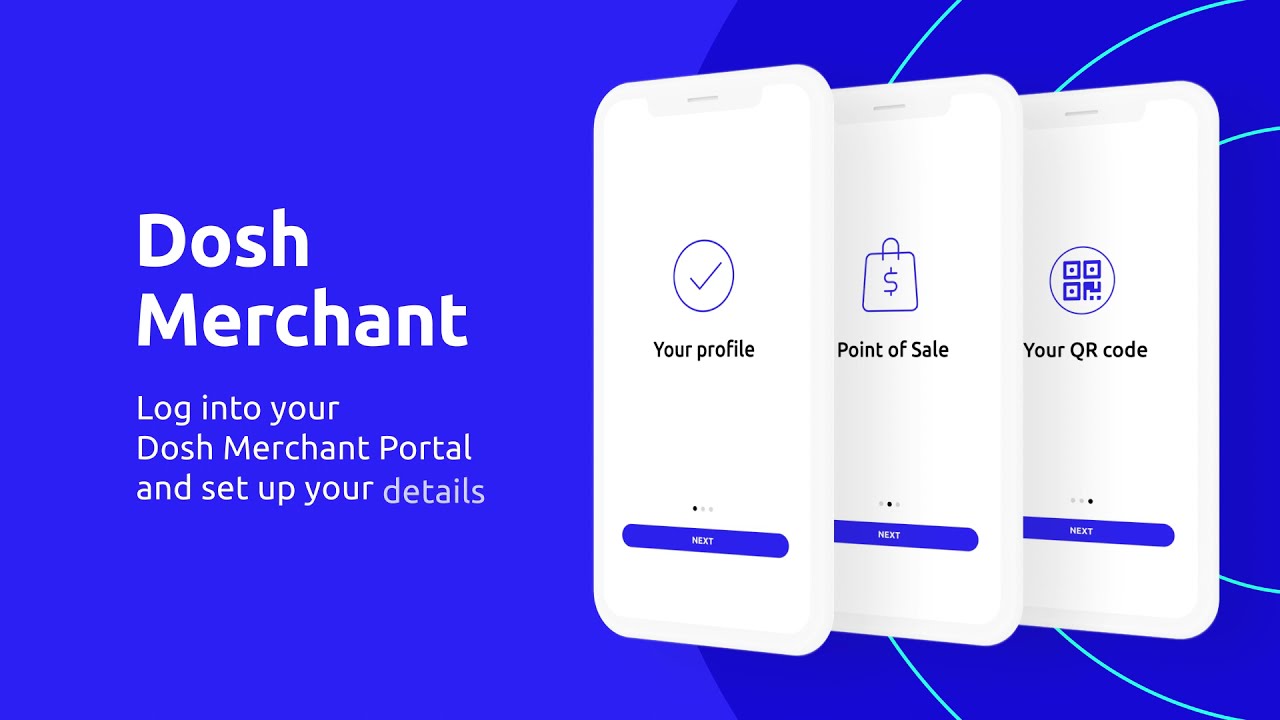 Dosh
Merchant
Log into your
Dosh Merchant Portal
and set up your details
Your profile
NEXT
$
Point of Sale
NEXT
Your QR code
NEXT